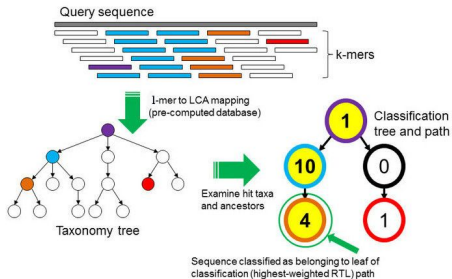 Query sequence
k-mers
1-mer to LCA mapping
(pre-computed database)
Taxonomy tree
Examine hit taxa
and ancestors
1
Classification
tree and path
10
0
4
1
Sequence classified as belonging to leaf of
classification (highest-weighted RTL) path